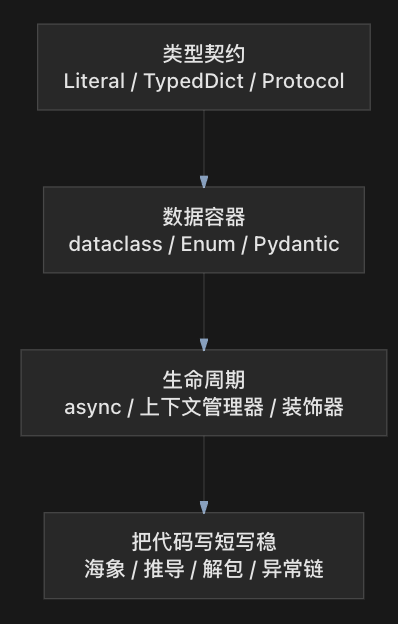 类型契约
Literal / TypedDict / Protocol
数据容器
dataclass / Enum / Pydantic
生命周期
async / 上下文管理器 / 装饰器
把代码写短写稳
海象 / 推导 / 解包 / 异常链